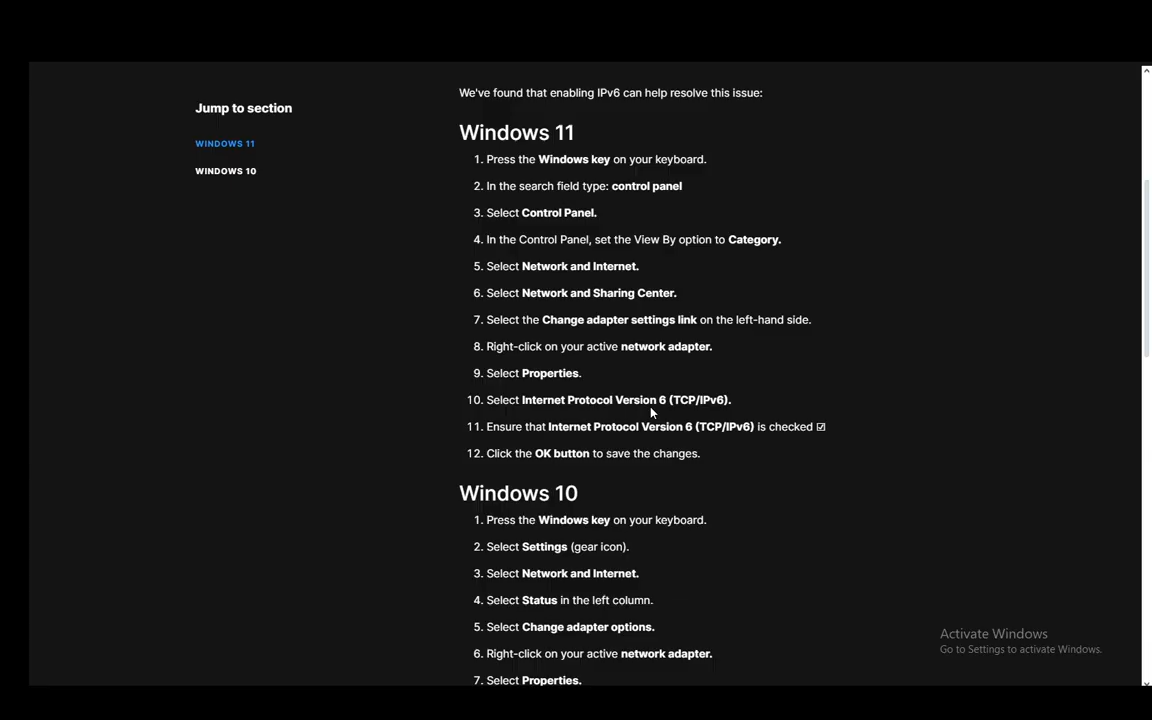 Jump to section
WINDOWS 11
WINDOWS 10
We've found that enabling IPv6 can help resolve this issue:
Windows 11
1. Press the Windows key on your keyboard.
2. In the search field type: control panel
3. Select Control Panel.
4. In the Control Panel, set the View By option to Category.
5. Select Network and Internet.
6. Select Network and Sharing Center.
7. Select the Change adapter settings link on the left-hand side.
8. Right-click on your active network adapter.
9. Select Properties.
10. Select Internet Protocol Version 6 (TCP/IPv6).
11. Ensure that Internet Protocol Version 6 (TCP/IPv6) is checked ☑
12. Click the OK button to save the changes.
Windows 10
1. Press the Windows key on your keyboard.
2. Select Settings (gear icon).
3. Select Network and Internet.
4. Select Status in the left column.
5. Select Change adapter options.
6. Right-click on your active network adapter.
7. Select Properties.
Activate Windows
Go to Settings to activate Windows.